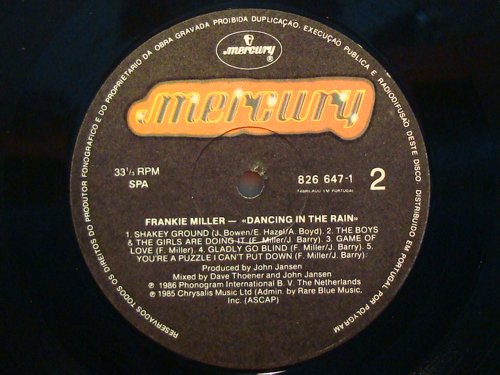 RESERVADOS TODOS OS DIREITOS DO PRODUTOR FONOGRÁFICO E DO PROPRIETÁRIO DA OBRA GRAVADA PROIBIDA DUPLICAÇÃO, EXECUÇÃO PUBLICA E RADIODIFUSÃO DESTE DISCO. DISTRIBUIDO EM PORTUGAL POR POLYGRAM
mercury
®
mercury
33⅓ RPM
SPA
826 647-1
FABRICADO EM PORTUGAL
2
FRANKIE MILLER — »DANCING IN THE RAIN»
1. SHAKEY GROUND (J. Bowen/E. Hazel/A. Boyd). 2. THE BOYS
& THE GIRLS ARE DOING IT (F. Miller/J. Barry). 3. GAME OF
LOVE (F. Miller). 4. GLADLY GO BLIND (F. Miller/J. Barry). 5.
YOU'RE A PUZZLE I CAN'T PUT DOWN (F. Miller/J. Barry).
Produced by John Jansen
Mixed by Dave Thoener and John Jansen
℗ 1986 Phonogram International B. V. The Netherlands
℗ 1985 Chrysalis Music Ltd (Admin. by Rare Blue Music,
Inc. (ASCAP)